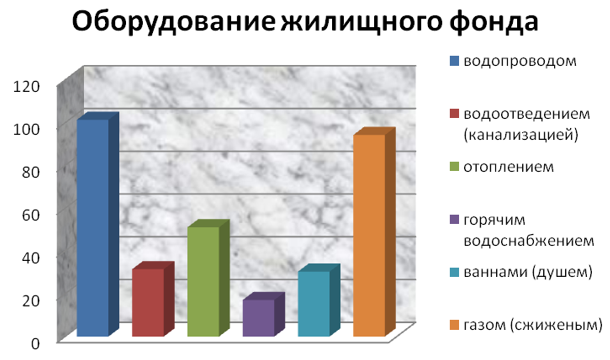 Оборудование жилищного фонда
120
100
80
60
40
20
0
водопроводом
водоотведением
(канализацией)
отоплением
горячим
водоснабжением
ваннами (душем)
газом (сжиженым)